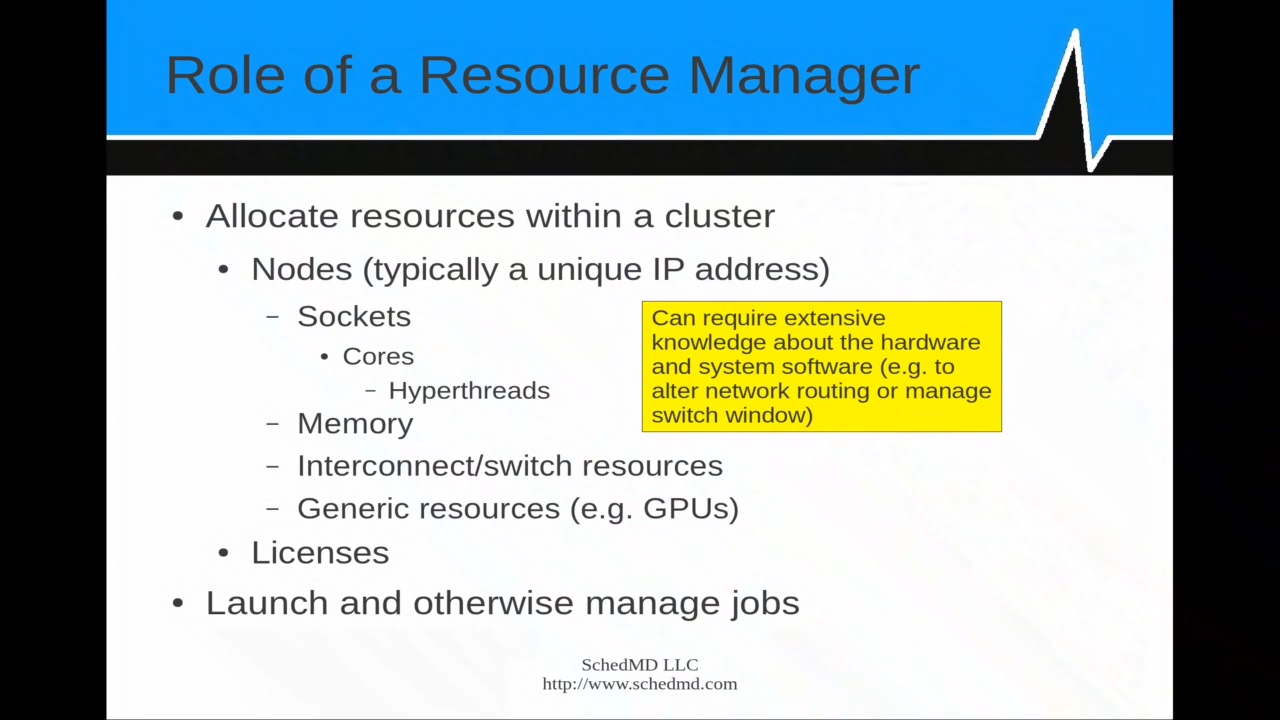 Role of a Resource Manager
• Allocate resources within a cluster
• Nodes (typically a unique IP address)
– Sockets
• Cores
– Hyperthreads
– Memory
– Interconnect/switch resources
– Generic resources (e.g. GPUs)
• Licenses
• Launch and otherwise manage jobs
Can require extensive
knowledge about the hardware
and system software (e.g. to
alter network routing or manage
switch window)
SchedMD LLC
http://www.schedmd.com